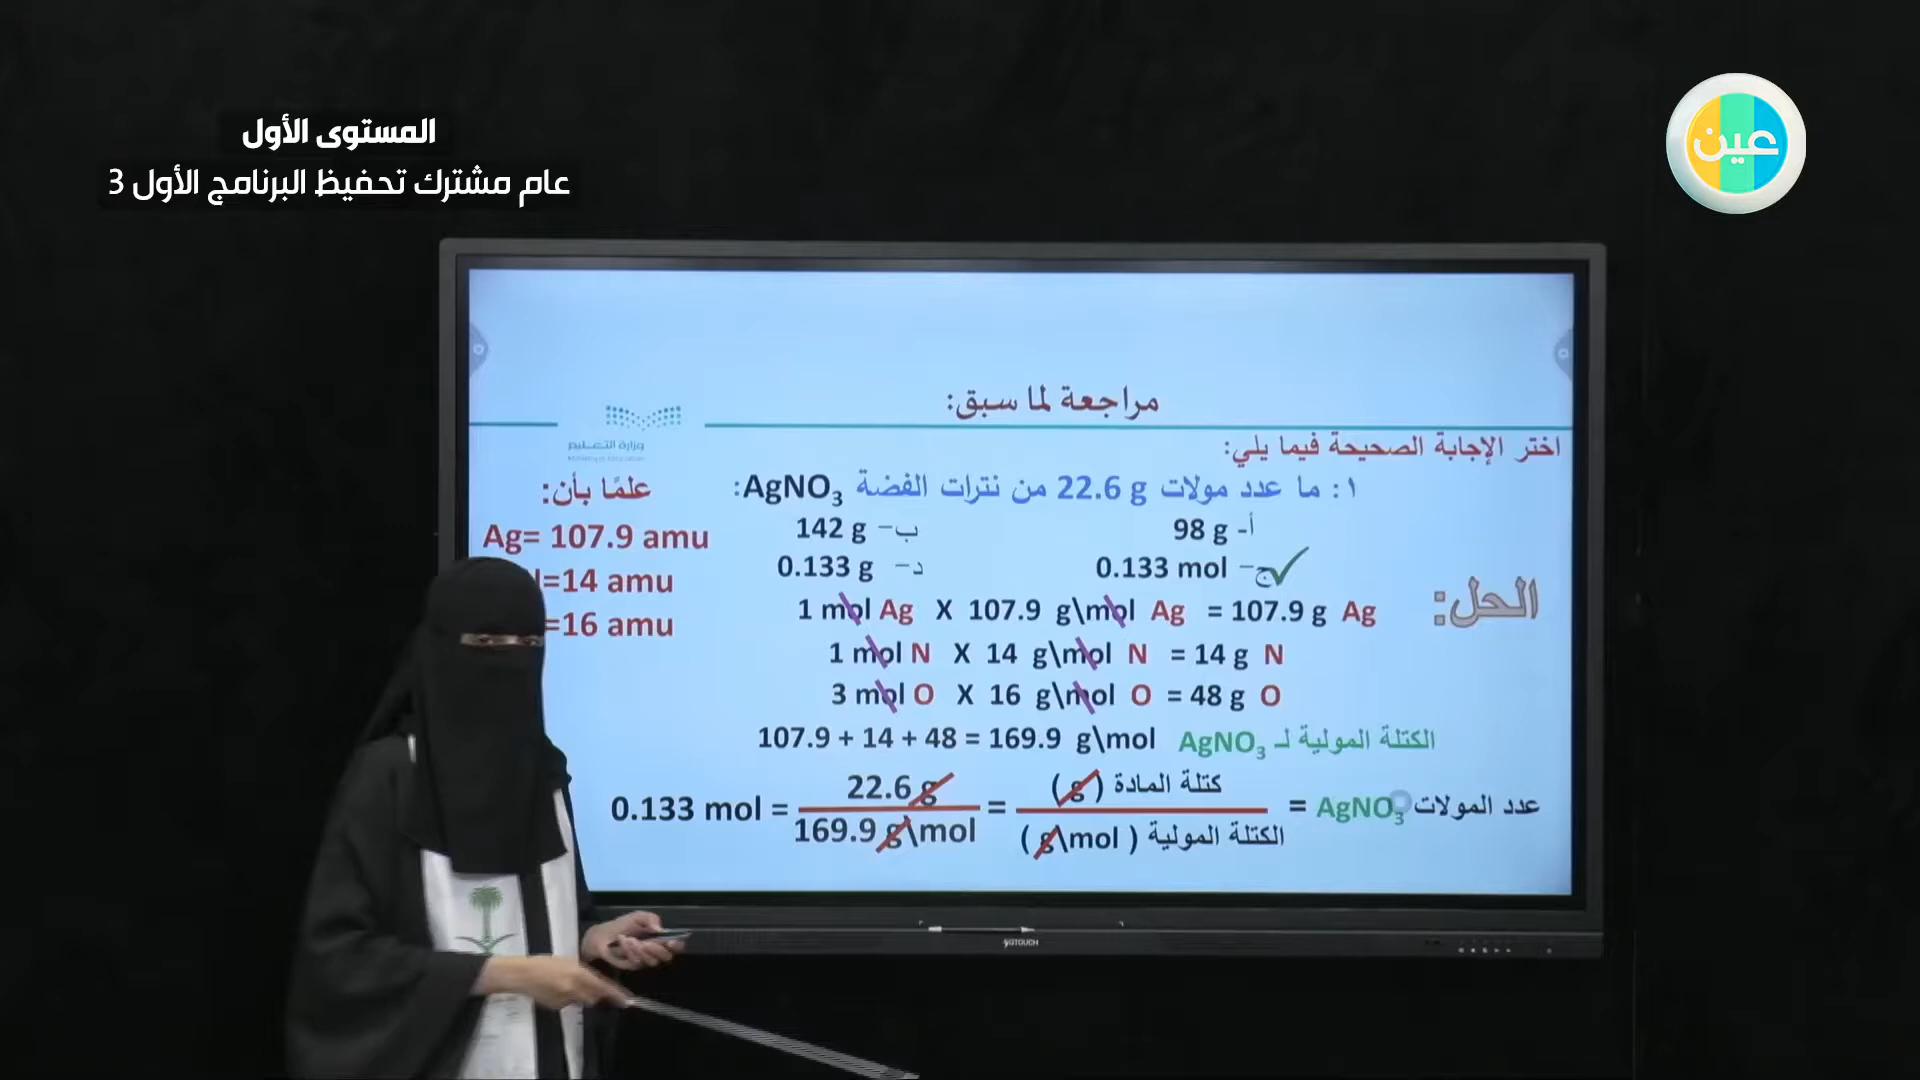 المستوى الأول
عام مشترك تحفيظ البرنامج الأول 3
عين
مراجعة لما سبق:
وزارة التعليم
Ministry of Education
اختر الإجابة الصحيحة فيما يلي:
١: ما عدد مولات 22.6 g من نترات الفضة AgNO₃:
علمًا بأن:
أ- 98 g
ب- 142 g
Ag= 107.9 amu
ج- 0.133 mol
د- 0.133 g
=14 amu
الحل:
1 mol Ag X 107.9 g\mol Ag = 107.9 g Ag
=16 amu
1 mol N X 14 g\mol N = 14 g N
3 mol O X 16 g\mol O = 48 g O
الكتلة المولية لـ AgNO₃ 107.9 + 14 + 48 = 169.9 g\mol
عدد المولات AgNO₃ = كتلة المادة (g) / الكتلة المولية (g\mol) = 22.6 g / 169.9 g\mol = 0.133 mol